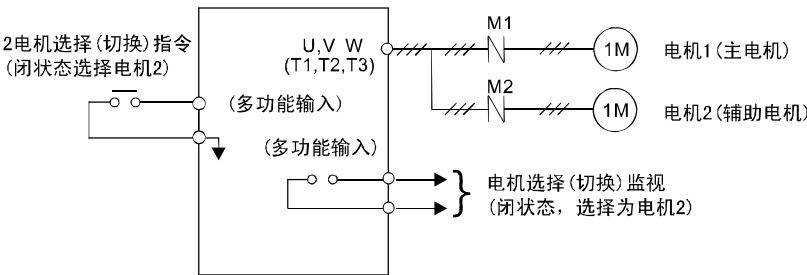 2电机选择(切换)指令
(闭状态选择电机2)
U,V W
(T1,T2,T3)
(多功能输入)
(多功能输入)
M1
1M
电机1(主电机)
M2
1M
电机2(辅助电机)
电机选择(切换)监视
(闭状态，选择为电机2)